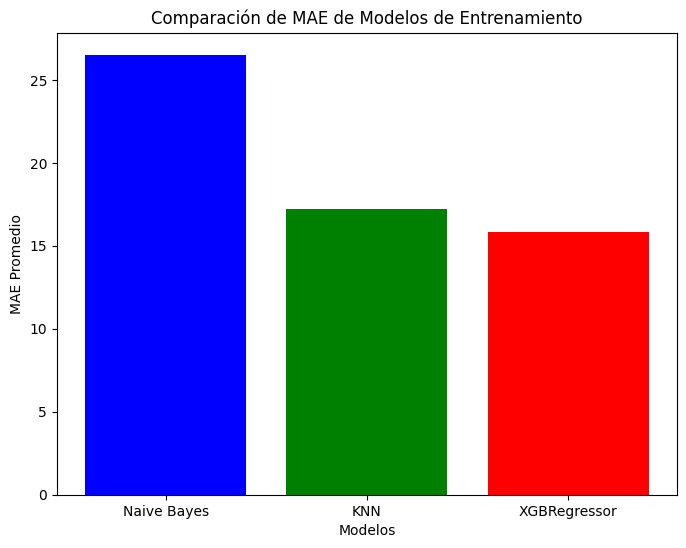 Comparación de MAE de Modelos de Entrenamiento
MAE Promedio
25
20
15
10
5
0
Naive Bayes
KNN
XGBRegressor
Modelos